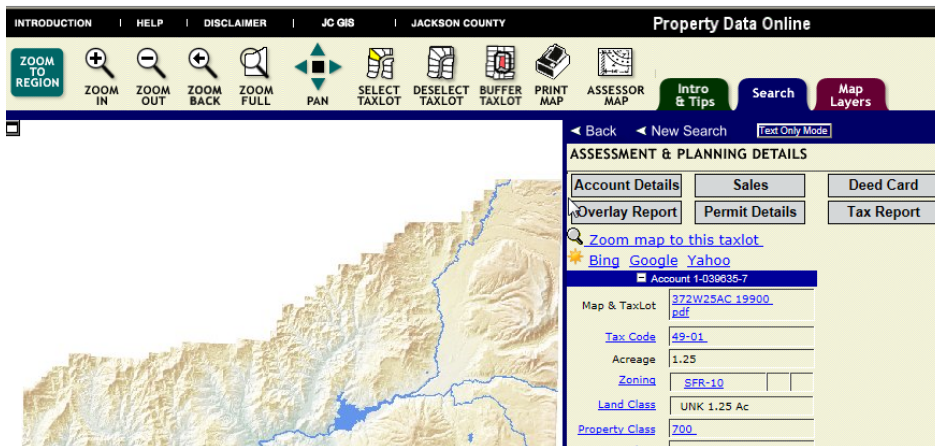 INTRODUCTION | HELP | DISCLAIMER | JC GIS | JACKSON COUNTY Property Data Online
ZOOM TO REGION
ZOOM IN
ZOOM OUT
ZOOM BACK
ZOOM FULL
PAN
SELECT TAXLOT
DESELECT TAXLOT
BUFFER TAXLOT
PRINT MAP
ASSESSOR MAP
Intro & Tips
Search
Map Layers
◄ Back ◄ New Search Text Only Mode
ASSESSMENT & PLANNING DETAILS
Account Details Sales Deed Card
Overlay Report Permit Details Tax Report
Zoom map to this taxlot
Bing Google Yahoo
Account 1-039635-7
Map & TaxLot 372W25AC 19900
pdf
Tax Code 49-01
Acreage 1.25
Zoning SFR-10
Land Class UNK 1.25 Ac
Property Class 700